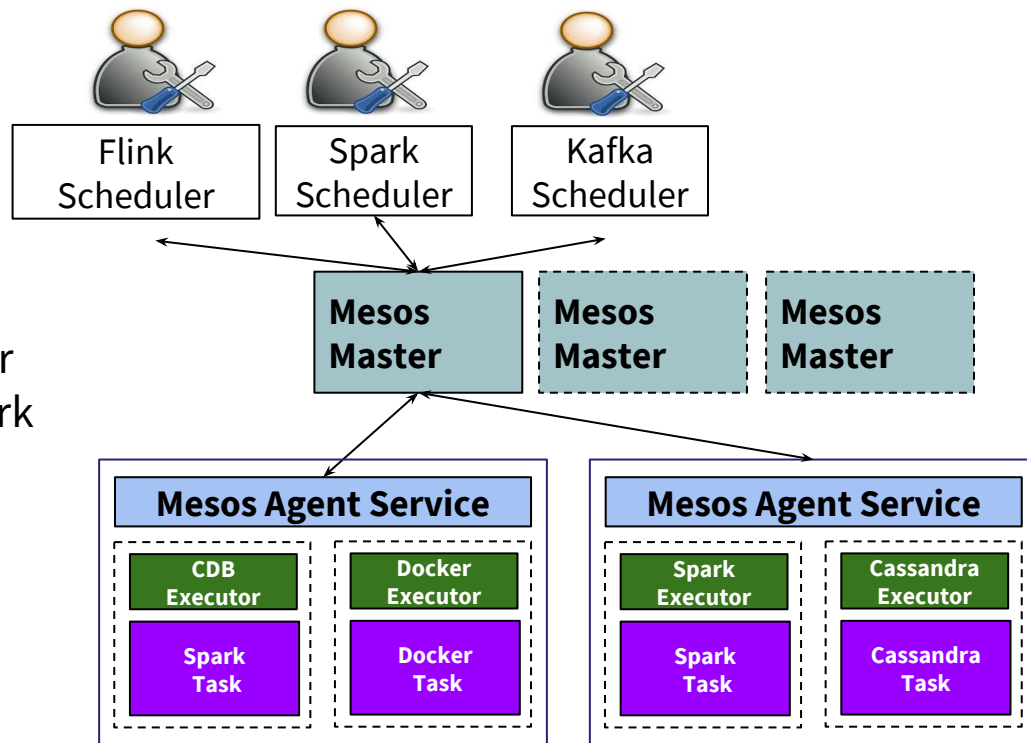 Flink
Scheduler
Spark
Scheduler
Kafka
Scheduler
Mesos
Master
Mesos
Master
Mesos
Master
r
rk
Mesos Agent Service
CDB
Executor
Docker
Executor
Spark
Task
Docker
Task
Mesos Agent Service
Spark
Executor
Cassandra
Executor
Spark
Task
Cassandra
Task